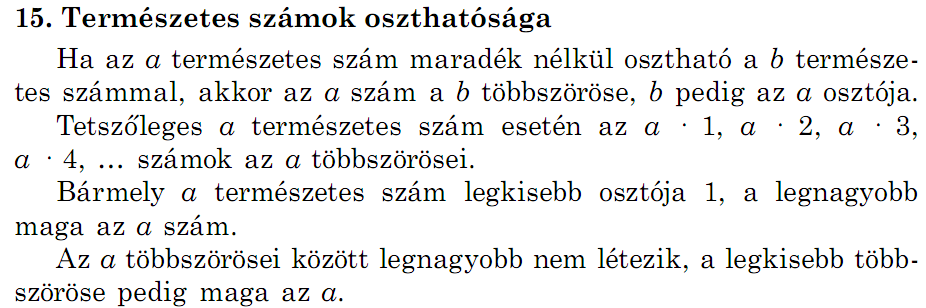 15. Természetes számok oszthatósága
Ha az a természetes szám maradék nélkül osztható a b természe-
tes számmal, akkor az a szám a b többszöröse, b pedig az a osztója.
Tetszőleges a természetes szám esetén az a · 1, a · 2, a · 3,
a · 4, ... számok az a többszörösei.
Bármely a természetes szám legkisebb osztója 1, a legnagyobb
maga az a szám.
Az a többszörösei között legnagyobb nem létezik, a legkisebb több-
szöröse pedig maga az a.